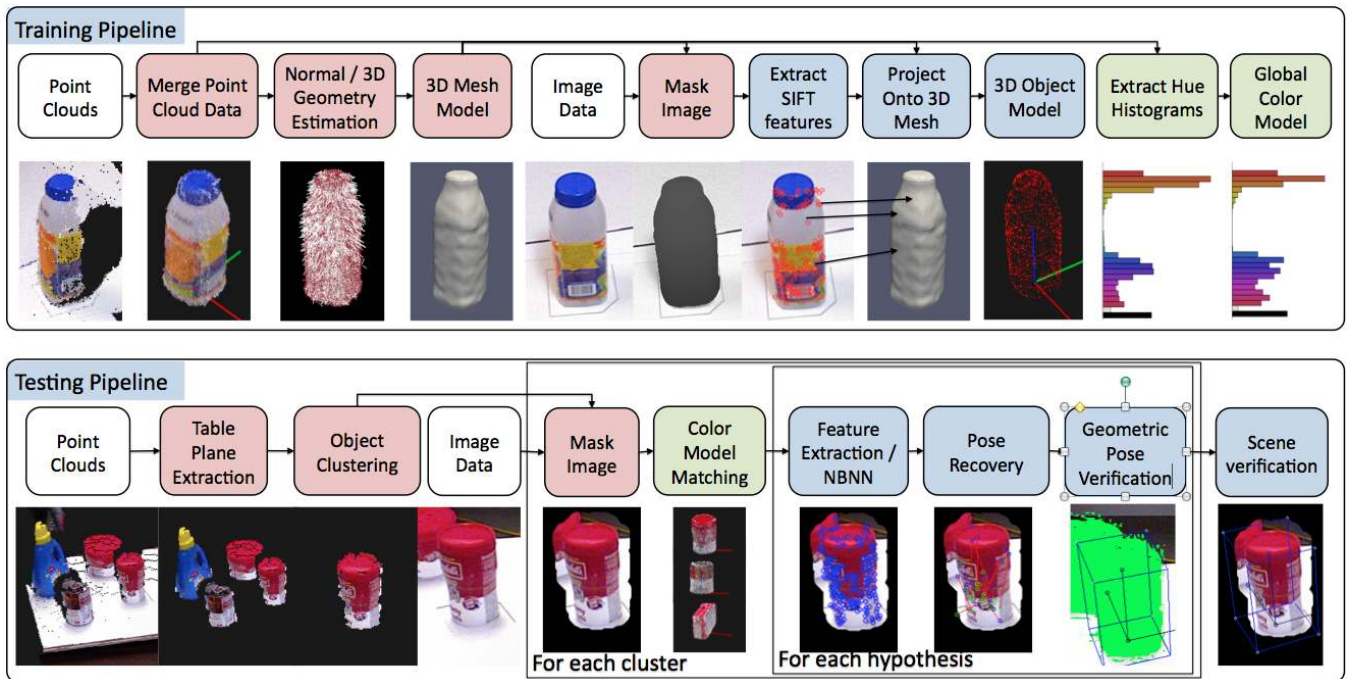 Training Pipeline
Point
Clouds
Merge Point
Cloud Data
Normal / 3D
Geometry
Estimation
3D Mesh
Model
Image
Data
Mask
Image
Extract
SIFT
features
Project
Onto 3D
Mesh
3D Object
Model
Extract Hue
Histograms
Global
Color
Model
Testing Pipeline
Point
Clouds
Table
Plane
Extraction
Object
Clustering
Image
Data
Mask
Image
Color
Model
Matching
Feature
Extraction /
NBNN
Pose
Recovery
Geometric
Pose
Verification
Scene
verification
For each cluster
For each hypothesis